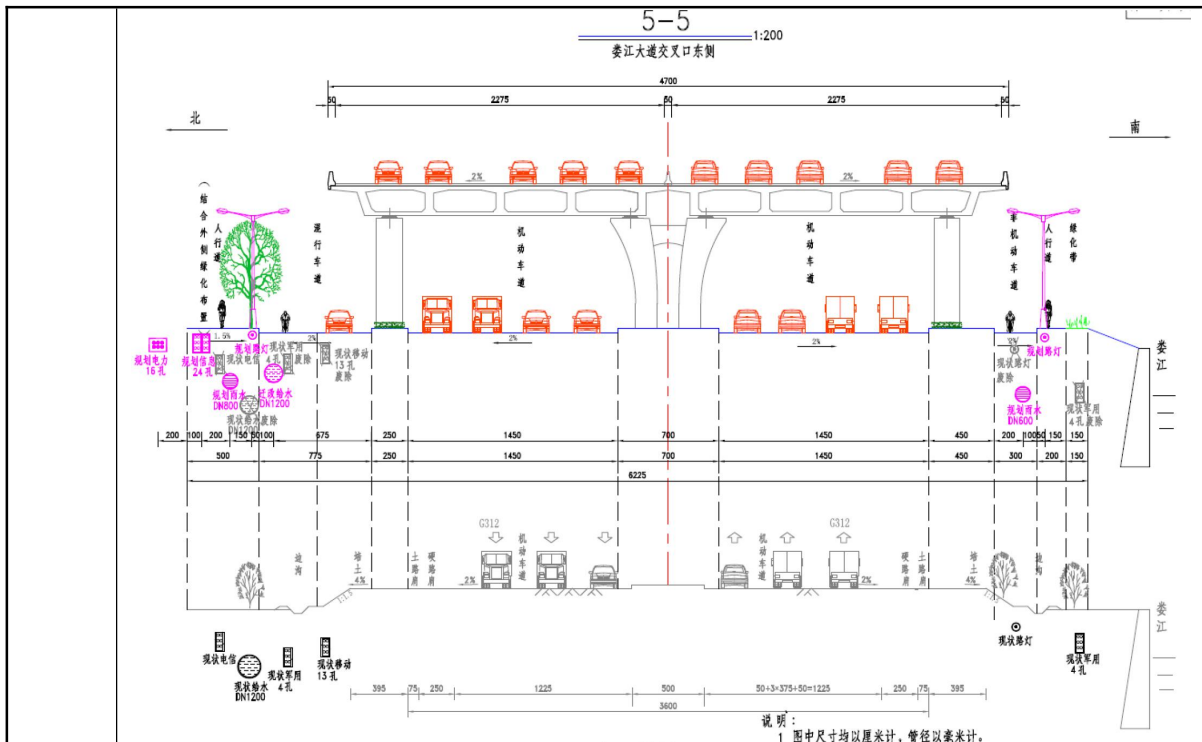 5-5
1:200
娄江大道交叉口东侧
4700
50 2275 50 2275 50
北
南
2% 2%
（结合外侧绿化布置
人行道
混行车道
机动车道
机动车道
非机动车道
人行道
绿化带
1.5% 2% 2% 2% 2%
规划电力
16孔
规划信息
24孔
规划路灯
现状电信
现状军用
4孔废除
现状移动
13孔
废除
规划雨水
DN800
迁改给水
DN1200
现状给水废除
DN1200
现状路灯
废除
规划路灯
规划雨水
DN600
现状军用
4孔废除
娄江
200 100 200 150 50 100 675 250 1450 700 1450 450 200 100 50 150 150
500 775 250 1450 700 1450 450 300 200 150
6225
G312
G312
边沟
培土
土路肩
硬路肩
机动车道
机动车道
硬路肩
土路肩
培土
边沟
4% 2% 2% 4%
1:1.5
娄江
现状电信
现状给水
DN1200
现状军用
4孔
现状移动
13孔
现状路灯
现状军用
4孔
395 75 250 1225 500 50+3×375+50=1225 250 75 395
3600
说明：
1 图中尺寸均以厘米计，管径以毫米计。